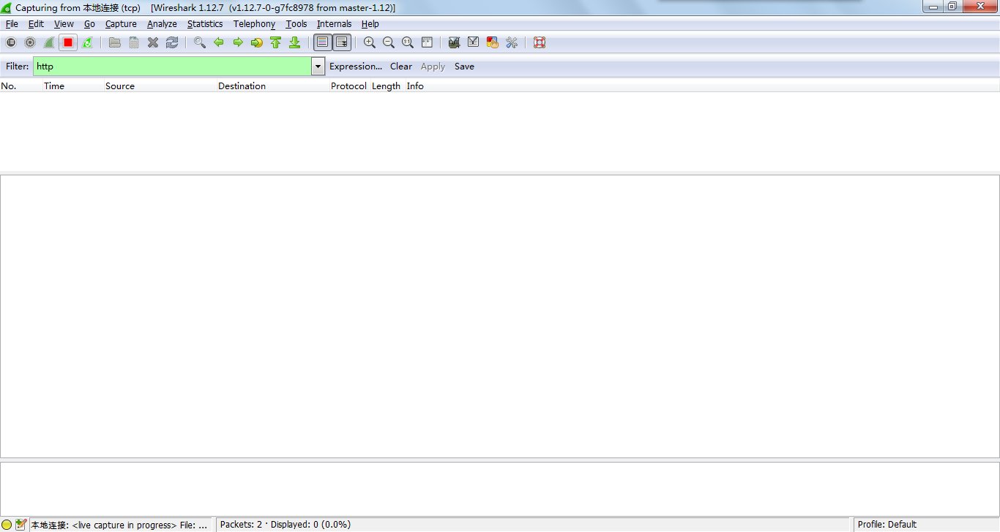 Capturing from 本地连接 (tcp) [Wireshark 1.12.7 (v1.12.7-0-g7fc8978 from master-1.12)]
File Edit View Go Capture Analyze Statistics Telephony Tools Internals Help
Filter: http Expression... Clear Apply Save
No. Time Source Destination Protocol Length Info
本地连接: <live capture in progress> File: ... Packets: 2 · Displayed: 0 (0.0%) Profile: Default